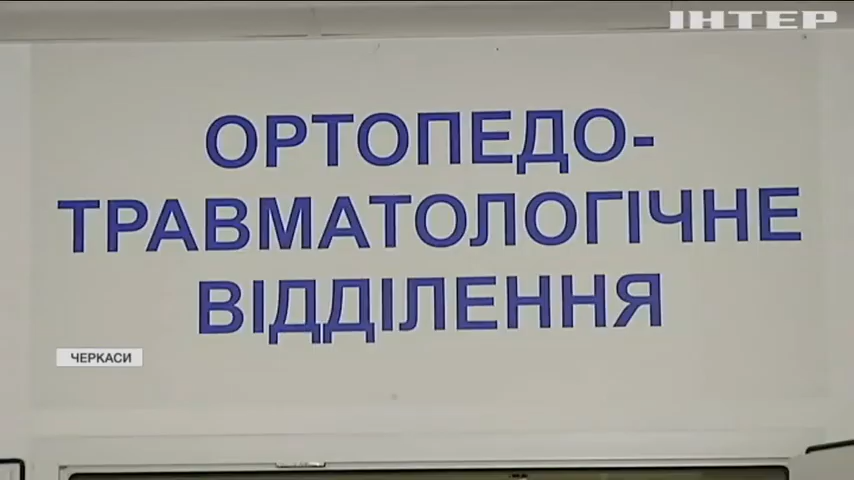 ІНТЕР
ОРТОПЕДО-
ТРАВМАТОЛОГІЧНЕ
ВІДДІЛЕННЯ
ЧЕРКАСИ